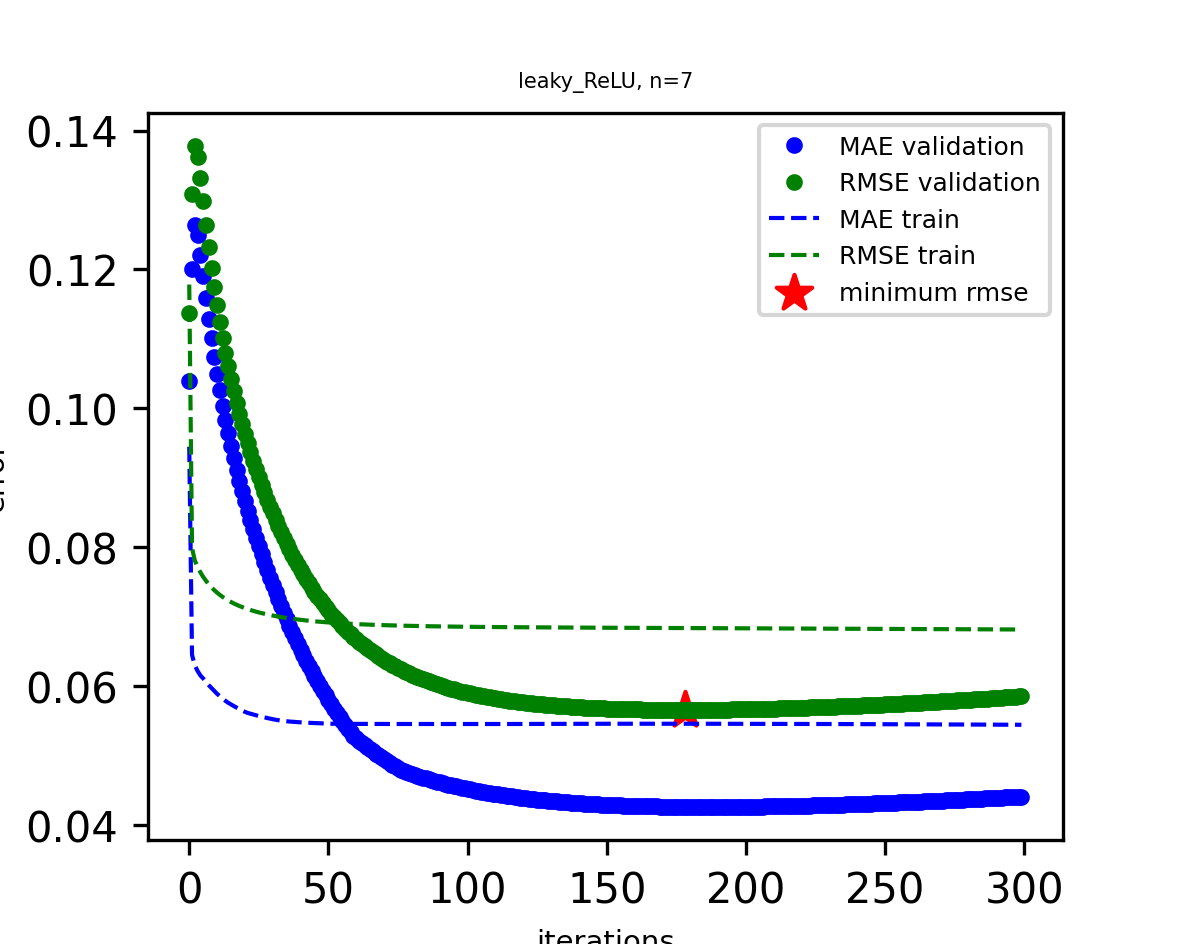 leaky_ReLU, n=7
0.14
0.12
0.10
0.08
0.06
0.04
MAE validation
RMSE validation
MAE train
RMSE train
minimum rmse
0 50 100 150 200 250 300
iterations